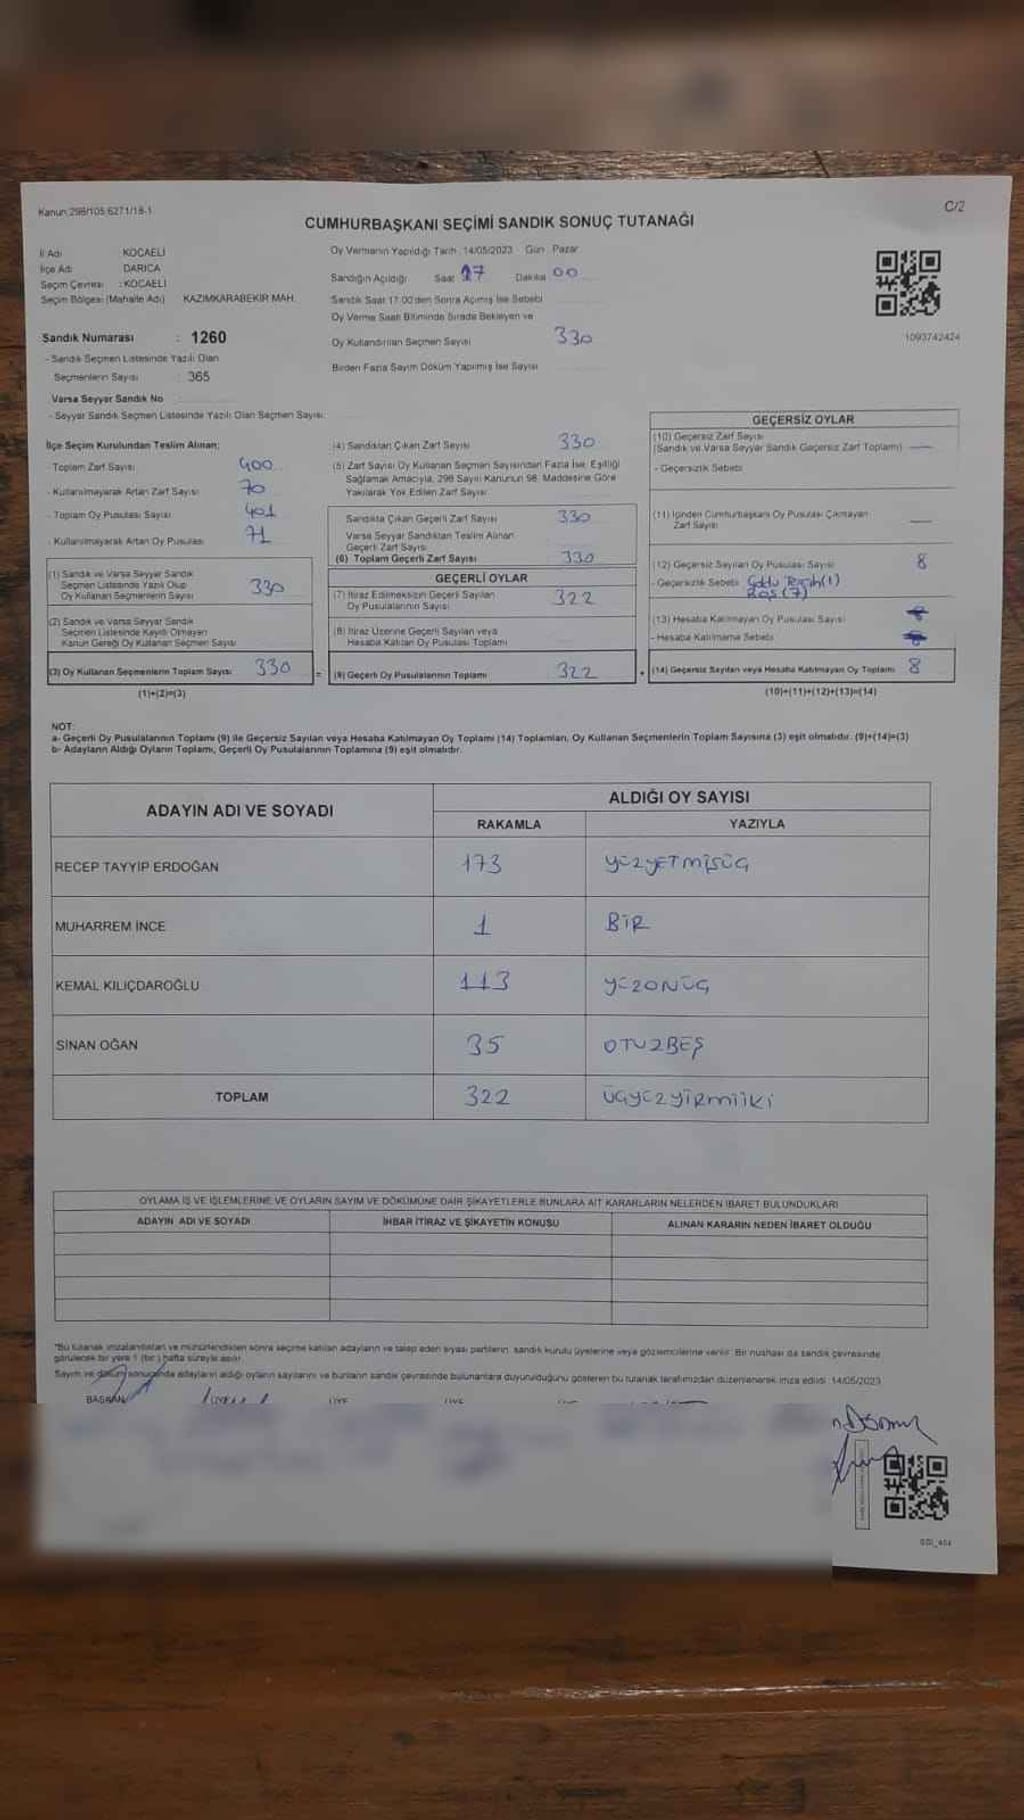 Kanun:298/105,6271/18-1
C/2
CUMHURBAŞKANI SEÇİMİ SANDIK SONUÇ TUTANAĞI
İl Adı KOCAELİ
İlçe Adı DARICA
Seçim Çevresi : KOCAELİ
Seçim Bölgesi (Mahalle Adı) KAZIMKARABEKİR MAH.
Sandık Numarası : 1260
- Sandık Seçmen Listesinde Yazılı Olan
Seçmenlerin Sayısı : 365
Varsa Seyyar Sandık No
- Seyyar Sandık Seçmen Listesinde Yazılı Olan Seçmen Sayısı:
Oy Vermenin Yapıldığı Tarih : 14/05/2023 Gün : Pazar
Sandığın Açıldığı Saat 17 Dakika 00
Sandık Saat 17:00'den Sonra Açılmış İse Sebebi
Oy Verme Saati Bitiminde Sırada Bekleyen ve
Oy Kullandırılan Seçmen Sayısı 330
Birden Fazla Sayım Döküm Yapılmış İse Sayısı
1093742424
İlçe Seçim Kurulundan Teslim Alınan;
- Toplam Zarf Sayısı 400
- Kullanılmayarak Artan Zarf Sayısı 70
- Toplam Oy Pusulası Sayısı 401
- Kullanılmayarak Artan Oy Pusulası 71
(1) Sandık ve Varsa Seyyar Sandık
Seçmen Listesinde Yazılı Olup
Oy Kullanan Seçmenlerin Sayısı 330
(2) Sandık ve Varsa Seyyar Sandık
Seçmen Listesinde Kayıtlı Olmayan
Kanun Gereği Oy Kullanan Seçmen Sayısı
(3) Oy Kullanan Seçmenlerin Toplam Sayısı 330 =
(1)+(2)=(3)
(4) Sandıktan Çıkan Zarf Sayısı 330
(5) Zarf Sayısı Oy Kullanan Seçmen Sayısından Fazla İse; Eşitliği
Sağlamak Amacıyla, 298 Sayılı Kanunun 98. Maddesine Göre
Yakılarak Yok Edilen Zarf Sayısı
Sandıkta Çıkan Geçerli Zarf Sayısı 330
Varsa Seyyar Sandıktan Teslim Alınan
Geçerli Zarf Sayısı
(6) Toplam Geçerli Zarf Sayısı 330
GEÇERLİ OYLAR
(7) İtiraz Edilmeksizin Geçerli Sayılan
Oy Pusulalarının Sayısı 322
(8) İtiraz Üzerine Geçerli Sayılan veya
Hesaba Katılan Oy Pusulası Toplamı
(9) Geçerli Oy Pusulalarının Toplamı 322 +
GEÇERSİZ OYLAR
(10) Geçersiz Zarf Sayısı
(Sandık ve Varsa Seyyar Sandık Geçersiz Zarf Toplamı) —
- Geçersizlik Sebebi
(11) İçinden Cumhurbaşkanı Oy Pusulası Çıkmayan
Zarf Sayısı —
(12) Geçersiz Sayılan Oy Pusulası Sayısı 8
- Geçersizlik Sebebi Çoklu Tercih(1)
Boş (7)
(13) Hesaba Katılmayan Oy Pusulası Sayısı
- Hesaba Katılmama Sebebi
(14) Geçersiz Sayılan veya Hesaba Katılmayan Oy Toplamı 8
(10)+(11)+(12)+(13)=(14)
NOT:
a- Geçerli Oy Pusulalarının Toplamı (9) ile Geçersiz Sayılan veya Hesaba Katılmayan Oy Toplamı (14) Toplamları, Oy Kullanan Seçmenlerin Toplam Sayısına (3) eşit olmalıdır. (9)+(14)=(3)
b- Adayların Aldığı Oyların Toplamı, Geçerli Oy Pusulalarının Toplamına (9) eşit olmalıdır.
ADAYIN ADI VE SOYADI ALDIĞI OY SAYISI
RAKAMLA YAZIYLA
RECEP TAYYİP ERDOĞAN 173 YÜZYETMİŞÜÇ
MUHARREM İNCE 1 BİR
KEMAL KILIÇDAROĞLU 113 YÜZONÜÇ
SİNAN OĞAN 35 OTUZBEŞ
TOPLAM 322 ÜÇYÜZYİRMİİKİ
OYLAMA İŞ VE İŞLEMLERİNE VE OYLARIN SAYIM VE DÖKÜMÜNE DAİR ŞİKAYETLERLE BUNLARA AİT KARARLARIN NELERDEN İBARET BULUNDUKLARI
ADAYIN ADI VE SOYADI İHBAR İTİRAZ VE ŞİKAYETİN KONUSU ALINAN KARARIN NEDEN İBARET OLDUĞU
*Bu tutanak imzalandıktan ve mühürlendikten sonra seçime katılan adayların ve talep eden siyasi partilerin, sandık kurulu üyelerine veya gözlemcilerine verilir. Bir nüshası da sandık çevresinde
görülecek bir yere 1 (bir) hafta süreyle asılır.
Sayım ve döküm sonucunda adayların aldığı oyların sayılarını ve bunların sandık çevresinde bulunanlara duyurulduğunu gösteren bu tutanak tarafımızdan düzenlenerek imza edildi. 14/05/2023
BAŞKAN ÜYE ÜYE ÜYE